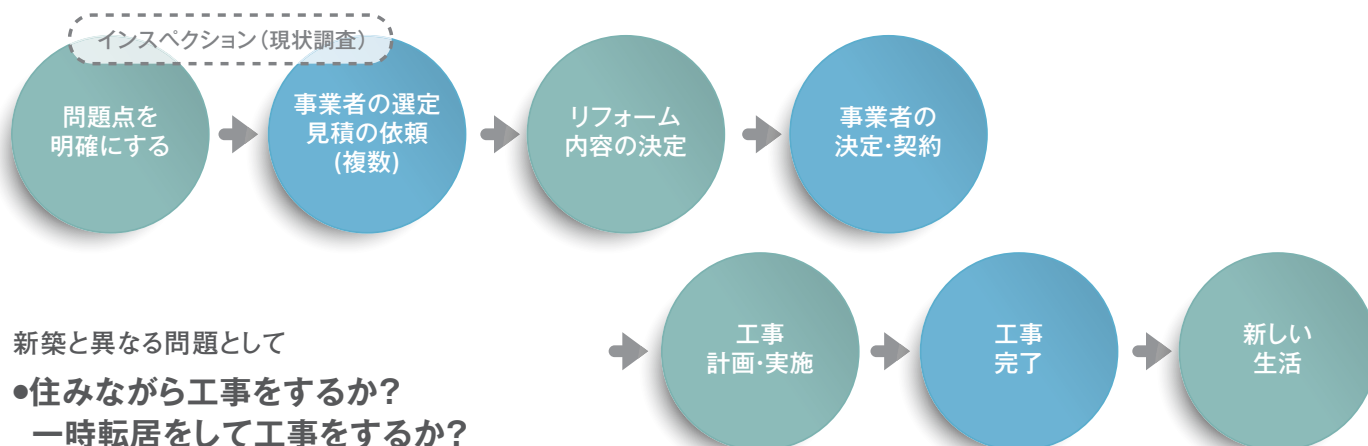 インスペクション(現状調査)
問題点を
明確にする
事業者の選定
見積の依頼
(複数)
リフォーム
内容の決定
事業者の
決定・契約
工事
計画・実施
工事
完了
新しい
生活
新築と異なる問題として
●住みながら工事をするか?
一時転居をして工事をするか?